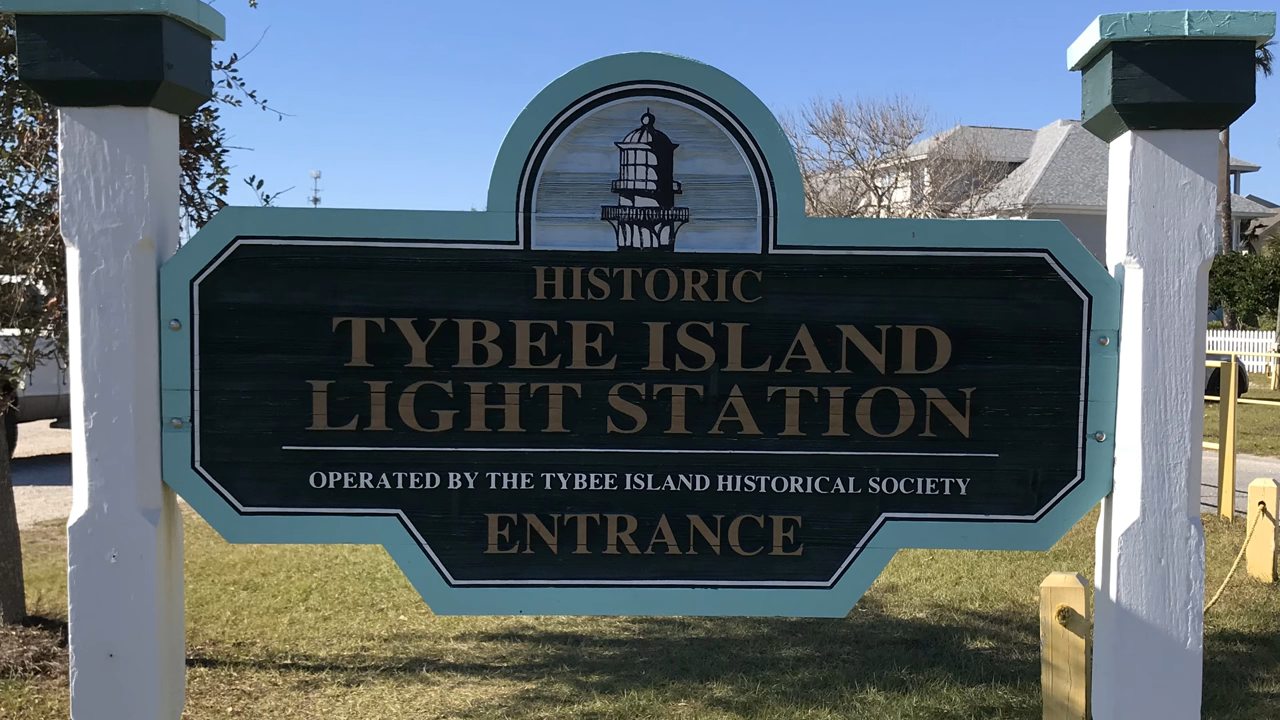 HISTORIC
TYBEE ISLAND
LIGHT STATION
OPERATED BY THE TYBEE ISLAND HISTORICAL SOCIETY
ENTRANCE